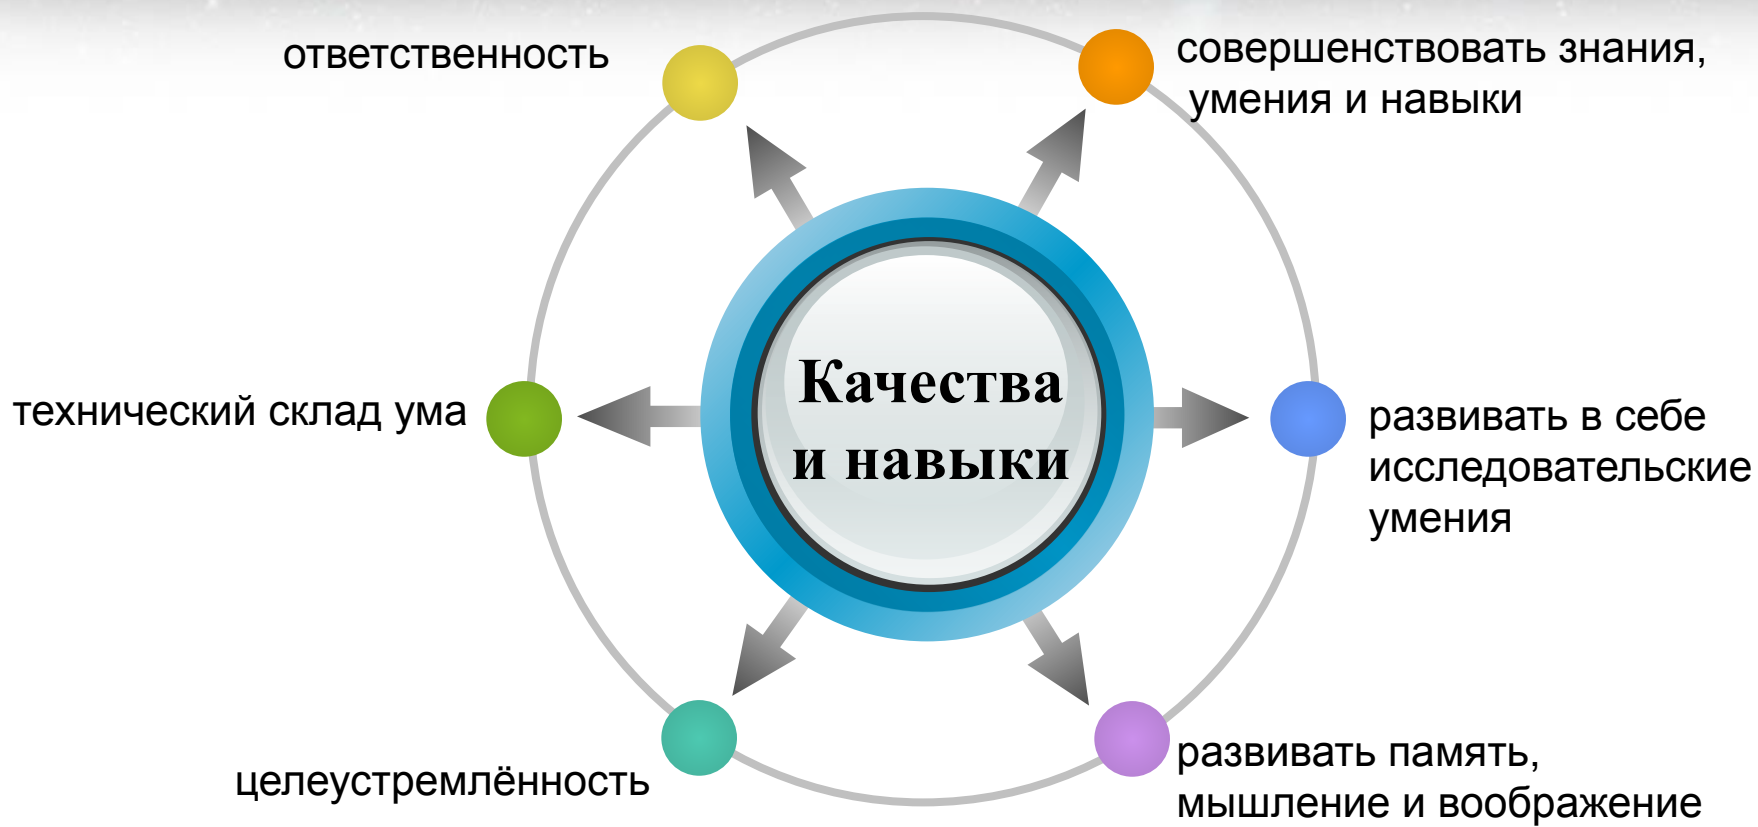 ответственность
совершенствовать знания,
умения и навыки
Качества
и навыки
технический склад ума
развивать в себе
исследовательские
умения
целеустремлённость
развивать память,
мышление и воображение